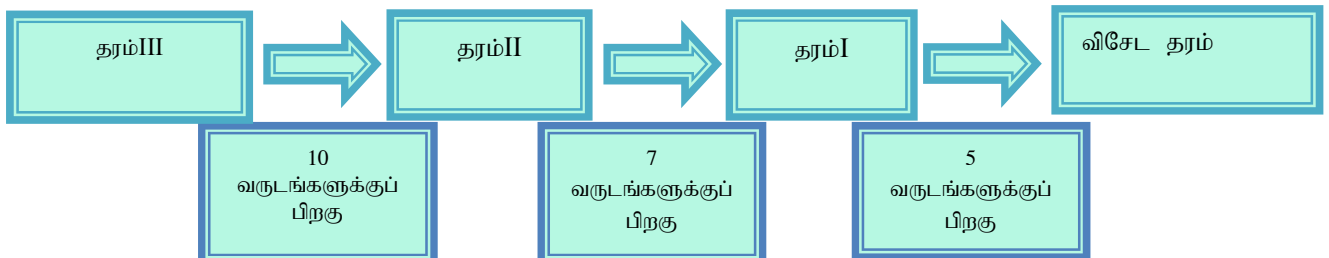 தரம்III
தரம்II
தரம்I
விசேட தரம்
10
வருடங்களுக்குப்
பிறகு
7
வருடங்களுக்குப்
பிறகு
5
வருடங்களுக்குப்
பிறகு